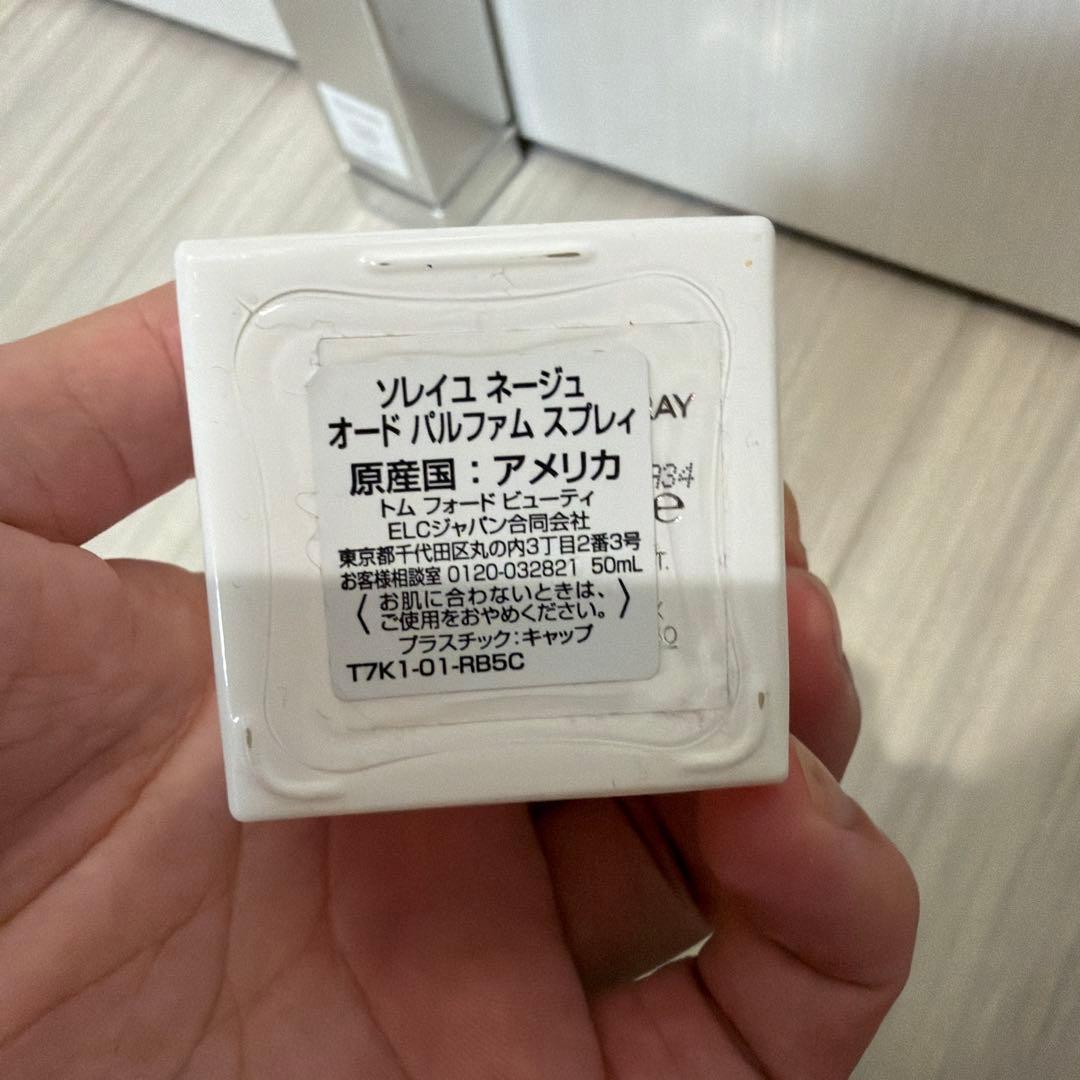 ソレイユ ネージュ
オード パルファム スプレィ
原産国：アメリカ
トム フォード ビューティ
ELCジャパン合同会社
東京都千代田区丸の内3丁目2番3号
お客様相談室 0120-032821 50mL
〈お肌に合わないときは、
ご使用をおやめください。〉
プラスチック：キャップ
T7K1-01-RB5C
RAY
A34
e
T.